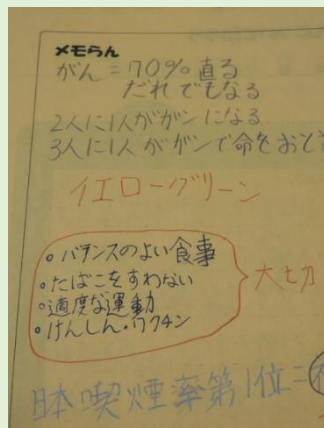 メモらん
がん=70%直る
だれでもなる
2人に1人がガンになる
3人に1人がガンで命をおと
イエローグリーン
・バランスのよい食事
・たばこをすわない
・適度な運動
・けんしん・ワクチン
大切
日本喫煙薬第1位=